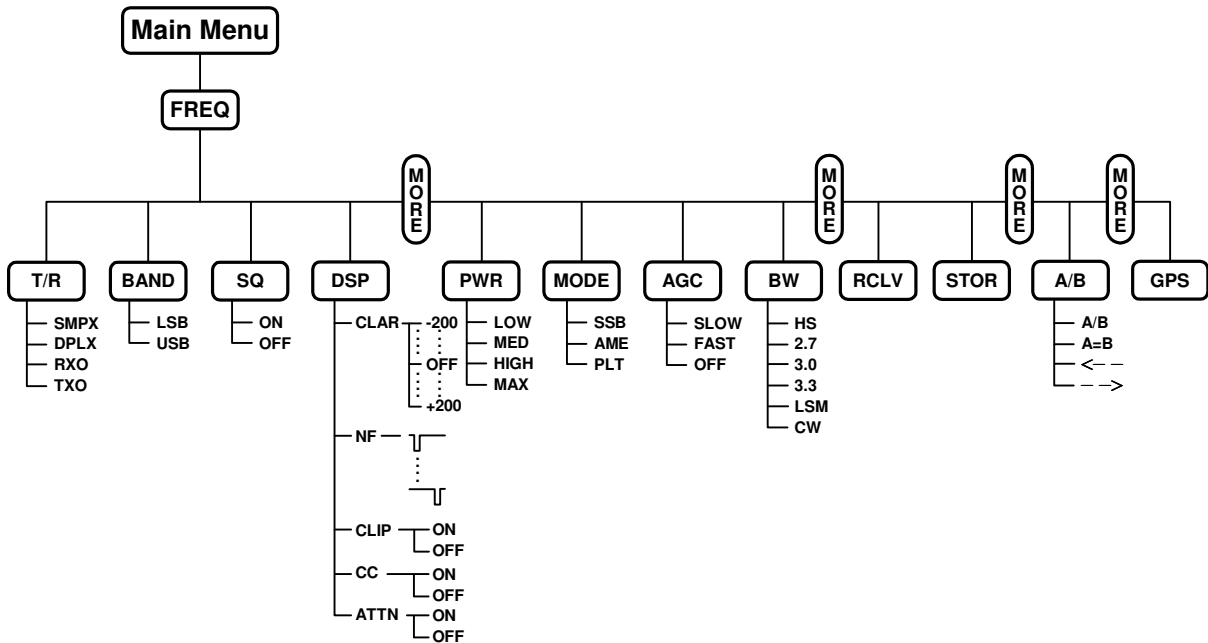 Main Menu
FREQ
MORE
MORE
MORE
MORE
T/R
BAND
SQ
DSP
PWR
MODE
AGC
BW
RCLV
STOR
A/B
GPS
SMPX
DPLX
RXO
TXO
LSB
USB
ON
OFF
CLAR
-200
OFF
+200
NF
CLIP
ON
OFF
CC
ON
OFF
ATTN
ON
OFF
LOW
MED
HIGH
MAX
SSB
AME
PLT
SLOW
FAST
OFF
HS
2.7
3.0
3.3
LSM
CW
A/B
A=B
<--
-->